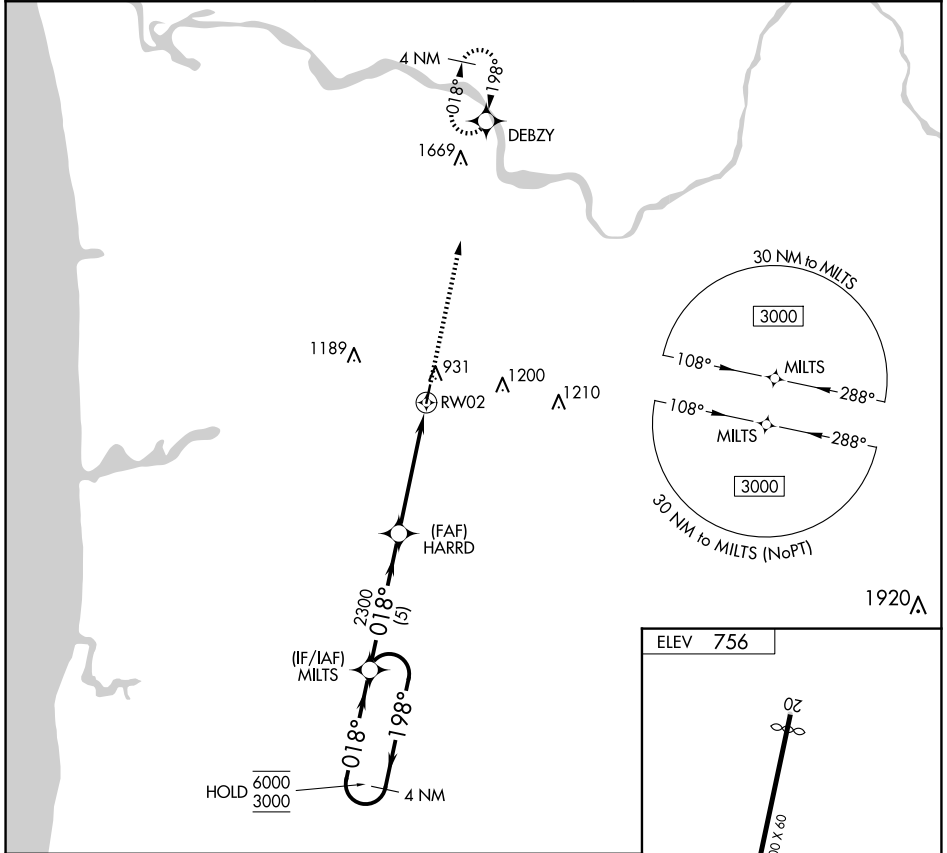 4 NM
018°
198°
DEBZY
1669
30 NM to MILTS
3000
108°
MILTS
288°
1189
931
1200
1210
RW02
108°
MILTS
288°
3000
30 NM to MILTS (NoPT)
(FAF)
HARRD
2300
018°
(5)
1920
(IF/IAF)
MILTS
018°
198°
HOLD
6000
3000
4 NM
ELEV 756
20
00 X 60